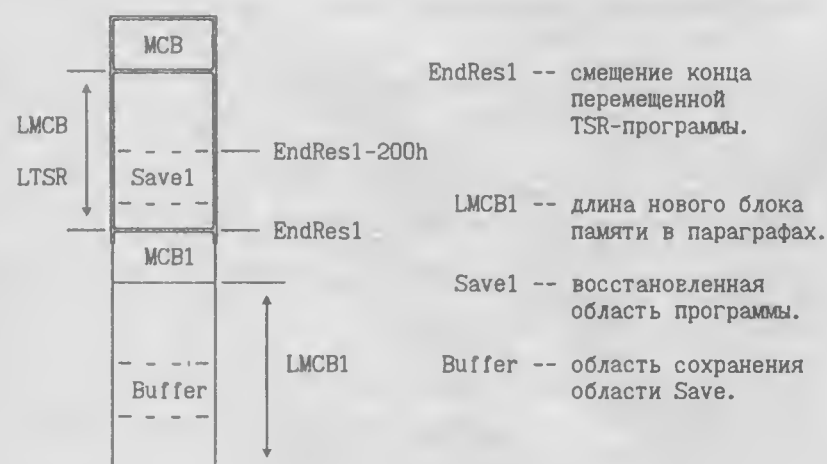 MCB
EndRes1 -- смещение конца
перемещенной
TSR-программы.
LMCB
EndRes1-200h
LTSR
Save1
LMCB1 -- длина нового блока
памяти в параграфах.
EndRes1
MCB1
Save1 -- восстановленная
область программы.
LMCB1
Buffer -- область сохранения
области Save.
Buffer